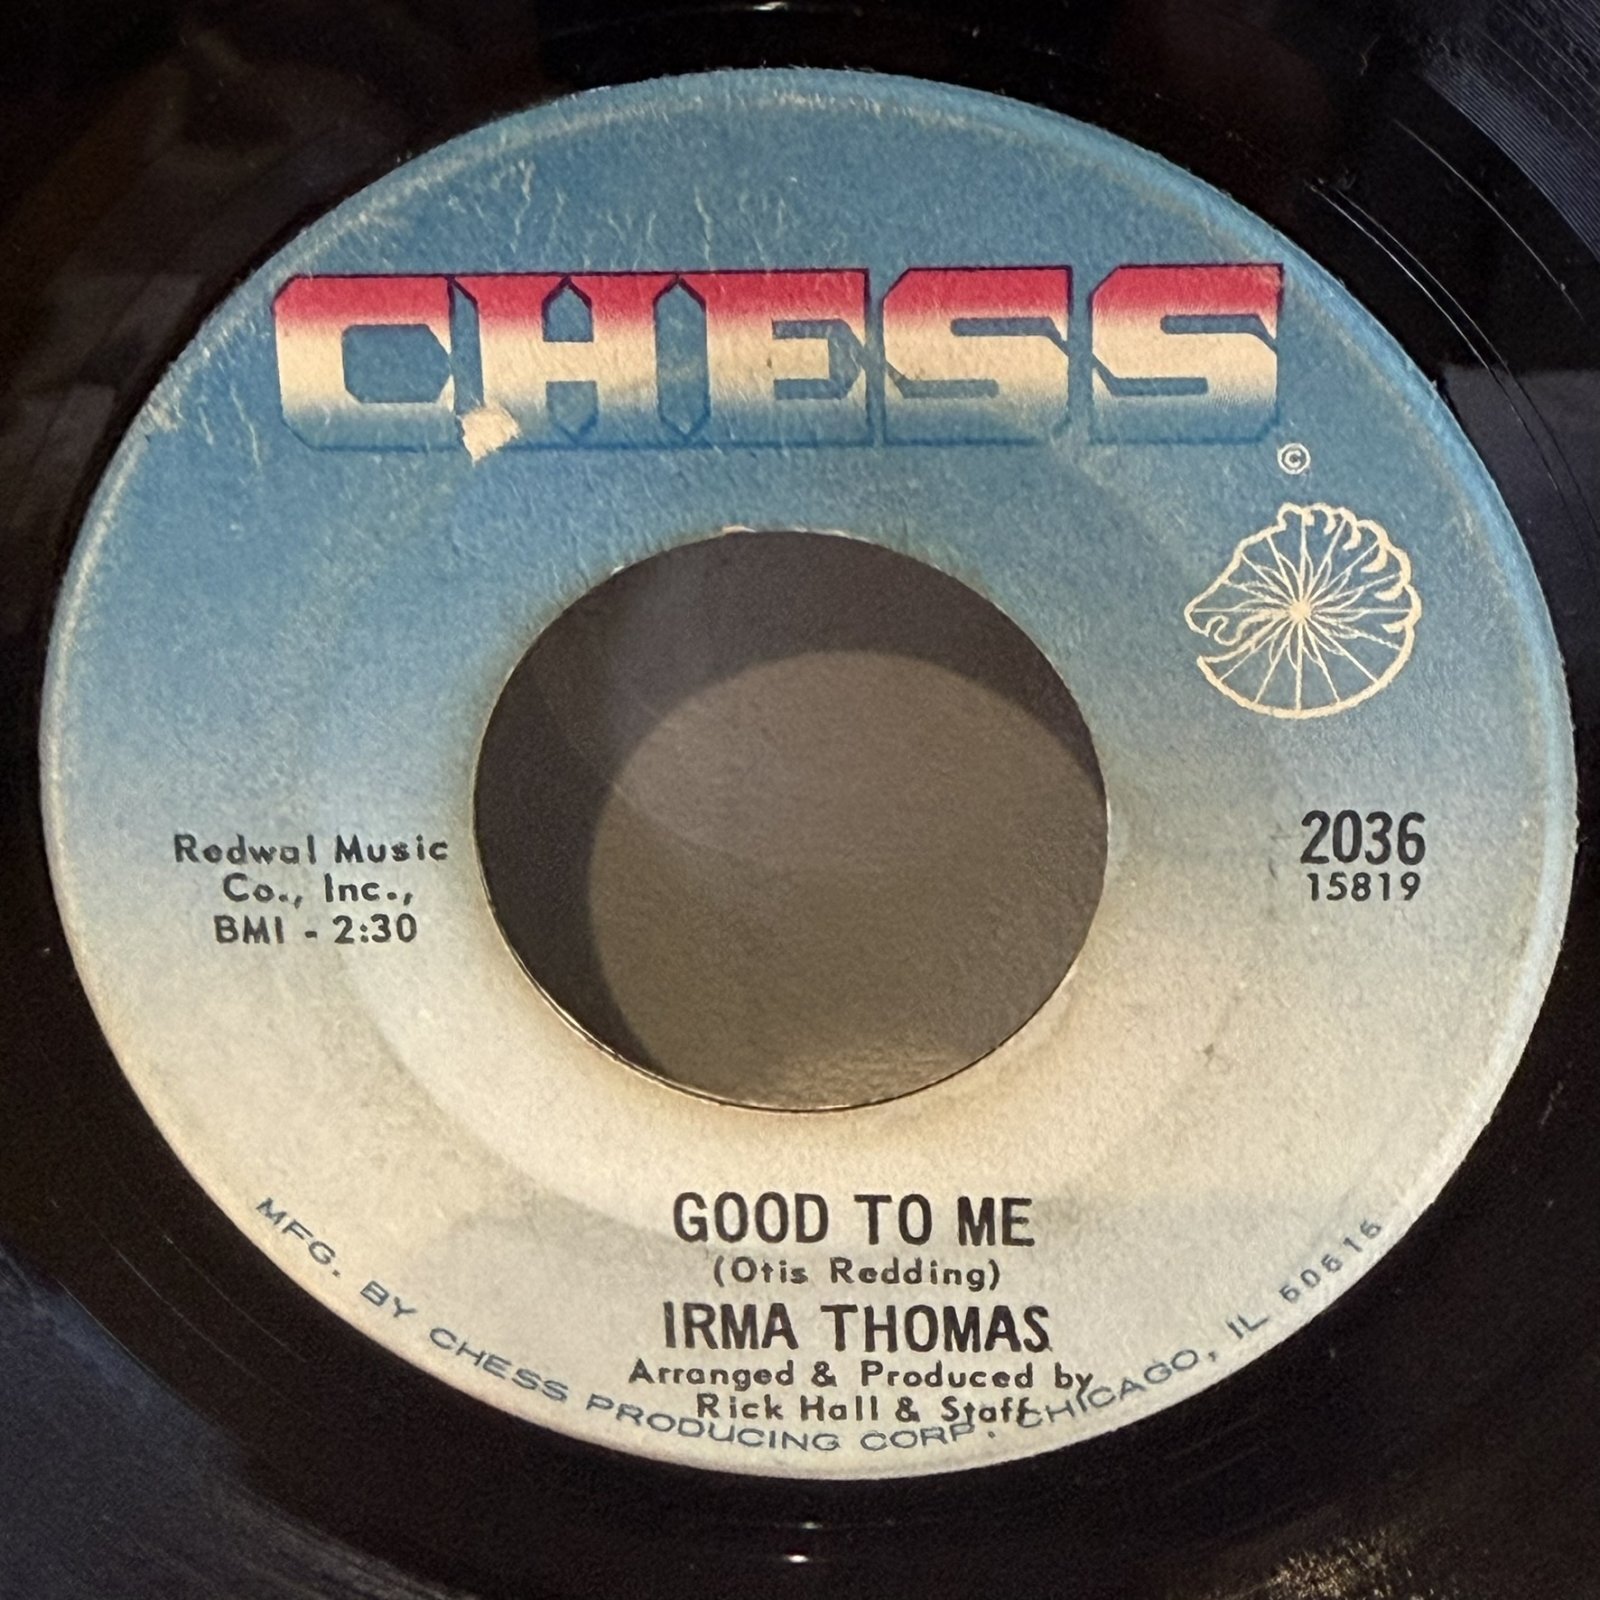 CHESS
©
Redwal Music
Co., Inc.,
BMI - 2:30
2036
15819
GOOD TO ME
(Otis Redding)
IRMA THOMAS
Arranged & Produced by
Rick Hall & Staff
MFG. BY CHESS PRODUCING CORP. CHICAGO, IL 60616